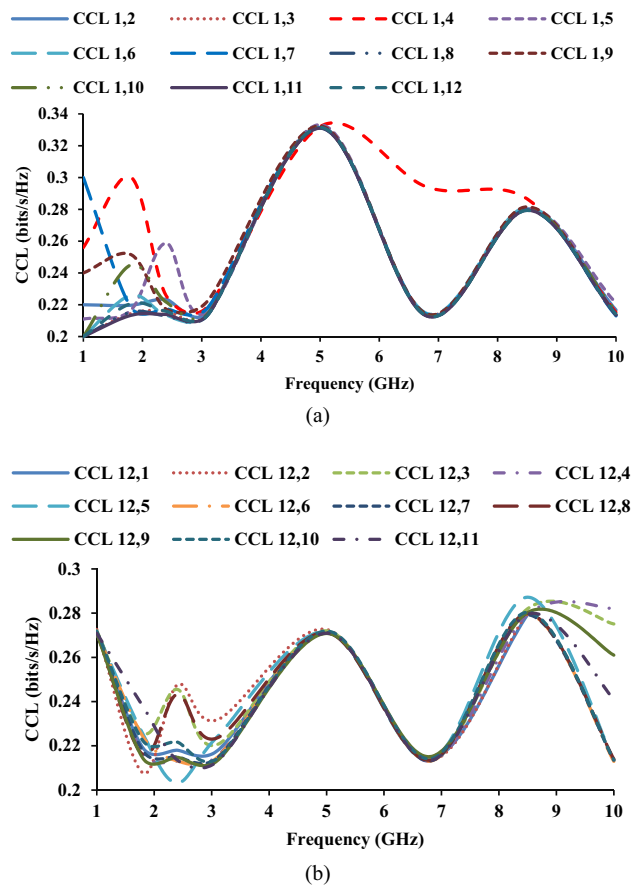 CCL 1,2 CCL 1,3 CCL 1,4 CCL 1,5
CCL 1,6 CCL 1,7 CCL 1,8 CCL 1,9
CCL 1,10 CCL 1,11 CCL 1,12
0.34
0.32
0.3
0.28
0.26
0.24
0.22
0.2
CCL (bits/s/Hz)
1 2 3 4 5 6 7 8 9 10
Frequency (GHz)
(a)
CCL 12,1 CCL 12,2 CCL 12,3 CCL 12,4
CCL 12,5 CCL 12,6 CCL 12,7 CCL 12,8
CCL 12,9 CCL 12,10 CCL 12,11
0.3
0.28
0.26
0.24
0.22
0.2
CCL (bits/s/Hz)
1 2 3 4 5 6 7 8 9 10
Frequency (GHz)
(b)